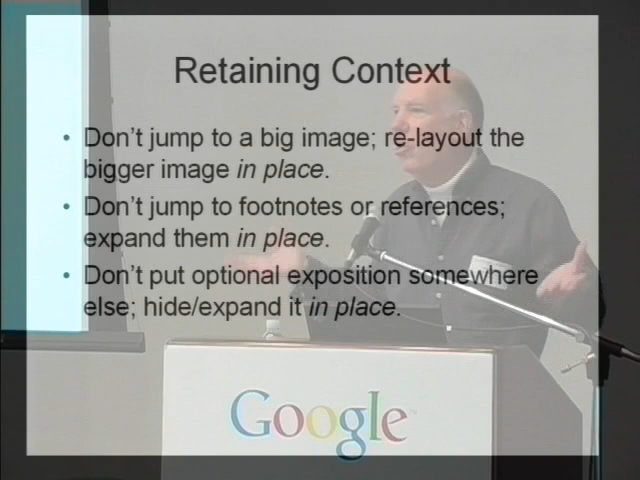 Retaining Context
• Don't jump to a big image; re-layout the
bigger image in place.
• Don't jump to footnotes or references;
expand them in place.
• Don't put optional exposition somewhere
else; hide/expand it in place.
Google